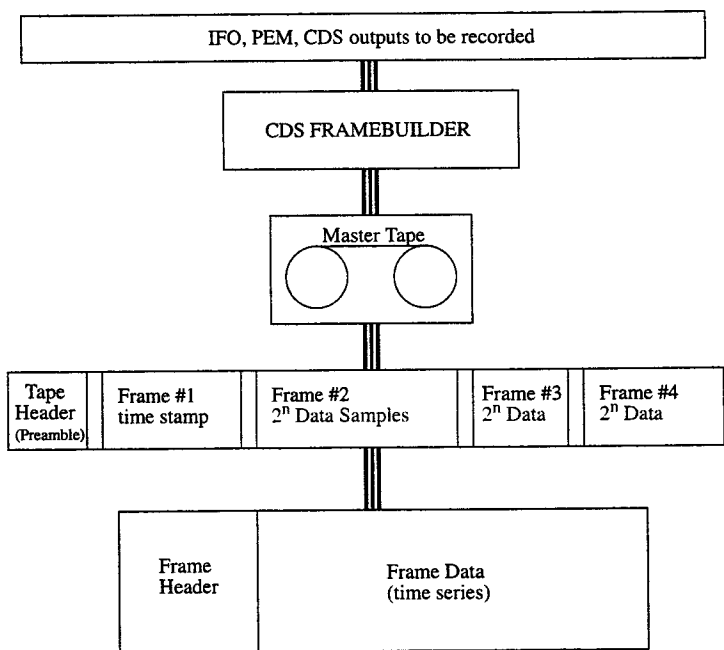 IFO, PEM, CDS outputs to be recorded
CDS FRAMEBUILDER
Master Tape
Tape
Header
(Preamble)
Frame #1
time stamp
Frame #2
2ⁿ Data Samples
Frame #3
2ⁿ Data
Frame #4
2ⁿ Data
Frame
Header
Frame Data
(time series)